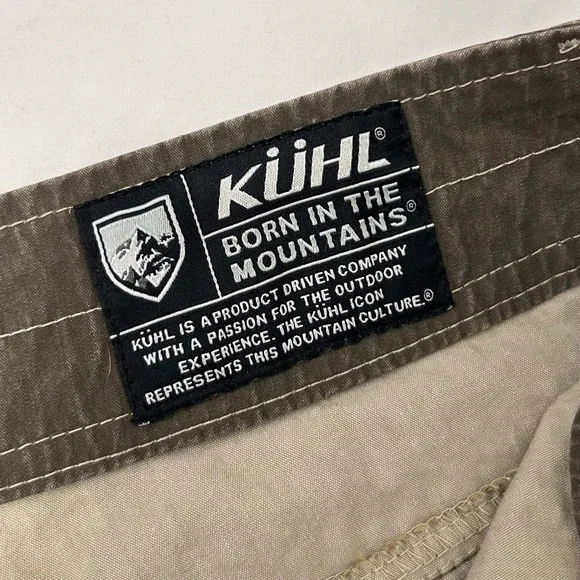 KÜHL®
BORN IN THE
MOUNTAINS®
KÜHL IS A PRODUCT DRIVEN COMPANY
WITH A PASSION FOR THE OUTDOOR
EXPERIENCE. THE KÜHL ICON
REPRESENTS THIS MOUNTAIN CULTURE.®